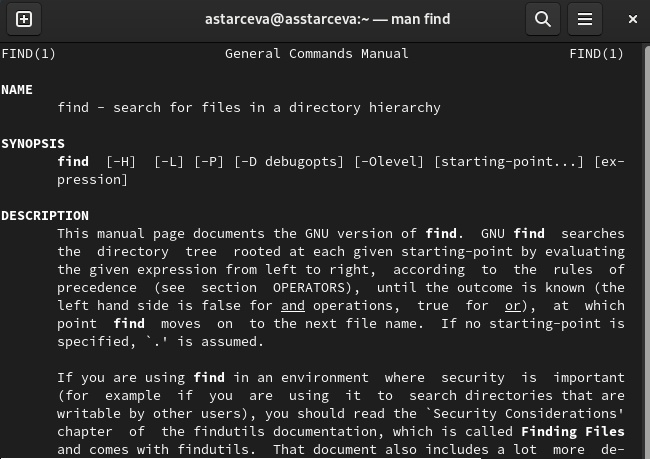 astarceva@asstarceva:~ — man find
FIND(1) General Commands Manual FIND(1)
NAME
find - search for files in a directory hierarchy
SYNOPSIS
find [-H] [-L] [-P] [-D debugopts] [-Olevel] [starting-point...] [ex-
pression]
DESCRIPTION
This manual page documents the GNU version of find. GNU find searches
the directory tree rooted at each given starting-point by evaluating
the given expression from left to right, according to the rules of
precedence (see section OPERATORS), until the outcome is known (the
left hand side is false for and operations, true for or), at which
point find moves on to the next file name. If no starting-point is
specified, `.' is assumed.
If you are using find in an environment where security is important
(for example if you are using it to search directories that are
writable by other users), you should read the `Security Considerations'
chapter of the findutils documentation, which is called Finding Files
and comes with findutils. That document also includes a lot more de-